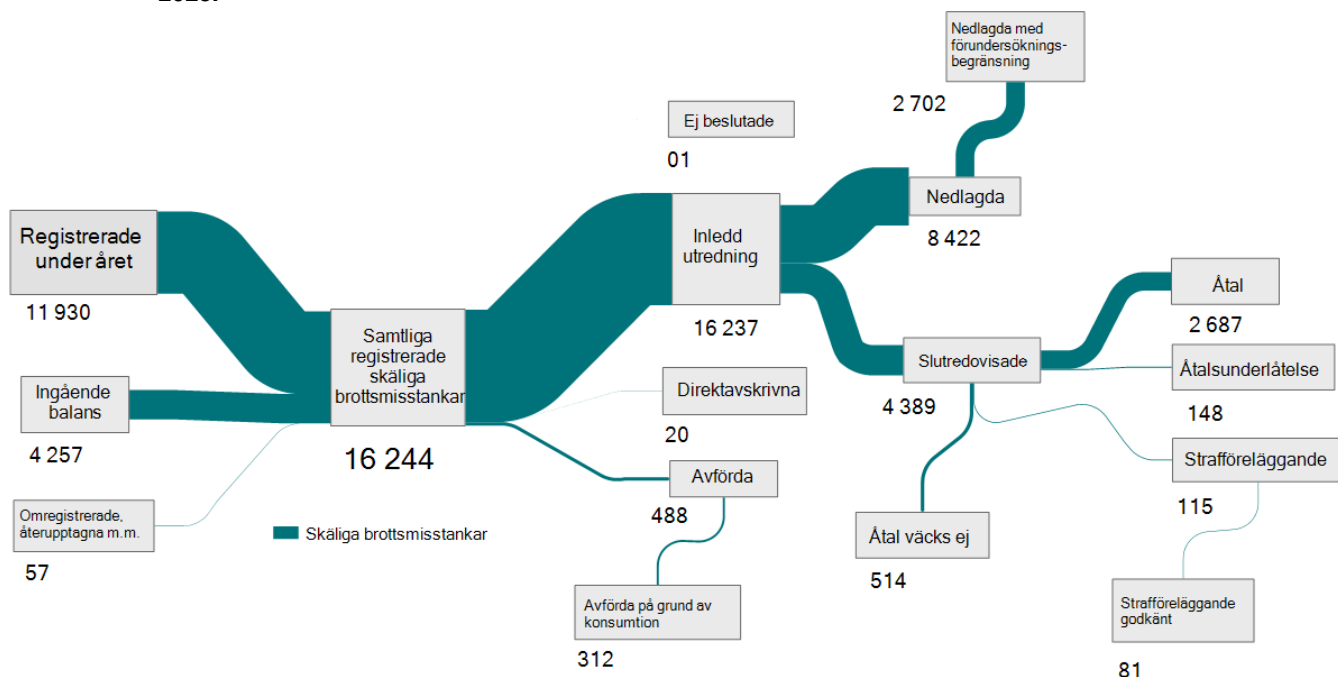 Nedlagda med
förundersöknings-
begränsning
2 702
Ej beslutade
01
Registrerade
under året
11 930
Inledd
utredning
16 237
Nedlagda
8 422
Åtal
2 687
Samtliga
registrerade
skäliga
brottsmisstankar
16 244
Slutredovisade
4 389
Åtalsunderlåtelse
148
Ingående
balans
4 257
Direktavskrivna
20
Avförda
488
Strafföreläggande
115
Omregistrerade,
återupptagna m.m.
57
Skäliga brottsmisstankar
Åtal väcks ej
514
Avförda på grund av
konsumtion
312
Strafföreläggande
godkänt
81